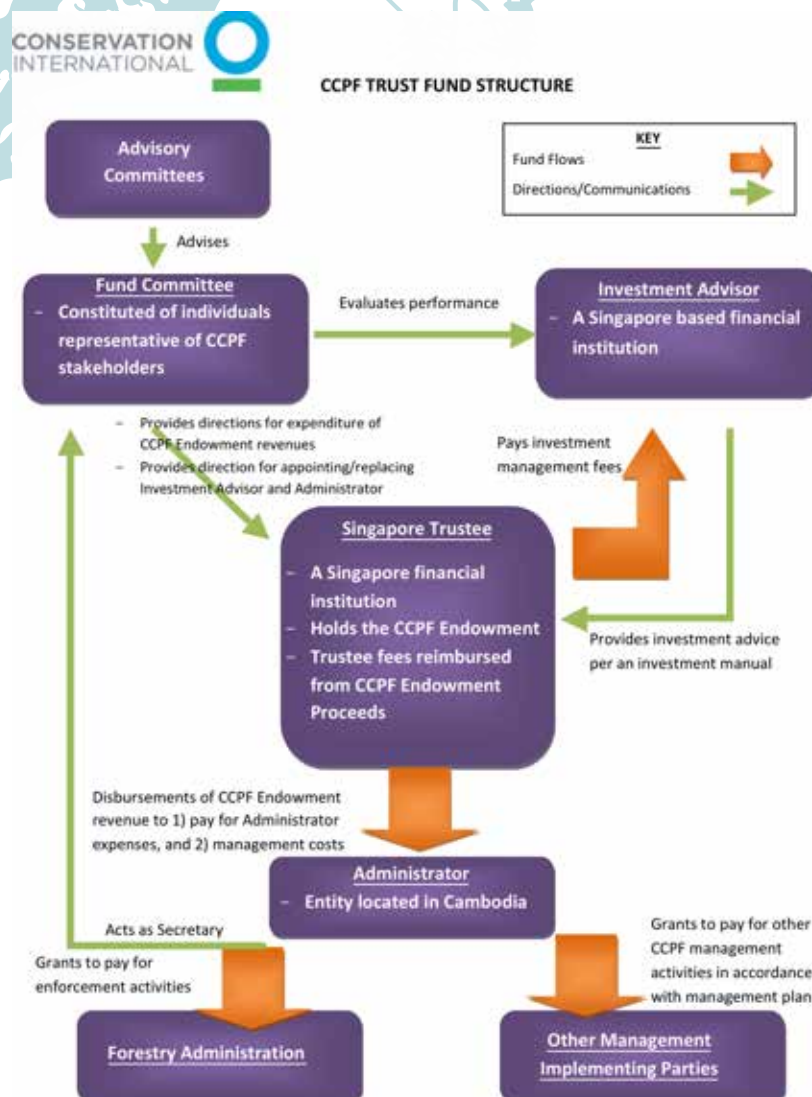 CONSERVATION
INTERNATIONAL
CCPF TRUST FUND STRUCTURE
KEY
Fund Flows
Directions/Communications
Advisory
Committees
Advises
Fund Committee
– Constituted of individuals
representative of CCPF
stakeholders
Evaluates performance
Investment Advisor
– A Singapore based financial
institution
– Provides directions for expenditure of
CCPF Endowment revenues
– Provides direction for appointing/replacing
Investment Advisor and Administrator
Pays investment
management fees
Singapore Trustee
– A Singapore financial
institution
– Holds the CCPF Endowment
– Trustee fees reimbursed
from CCPF Endowment
Proceeds
Provides investment advice
per an investment manual
Disbursements of CCPF Endowment
revenue to 1) pay for Administrator
expenses, and 2) management costs
Administrator
– Entity located in Cambodia
Acts as Secretary
Grants to pay for
enforcement activities
Grants to pay for other
CCPF management
activities in accordance
with management plan
Forestry Administration
Other Management
Implementing Parties